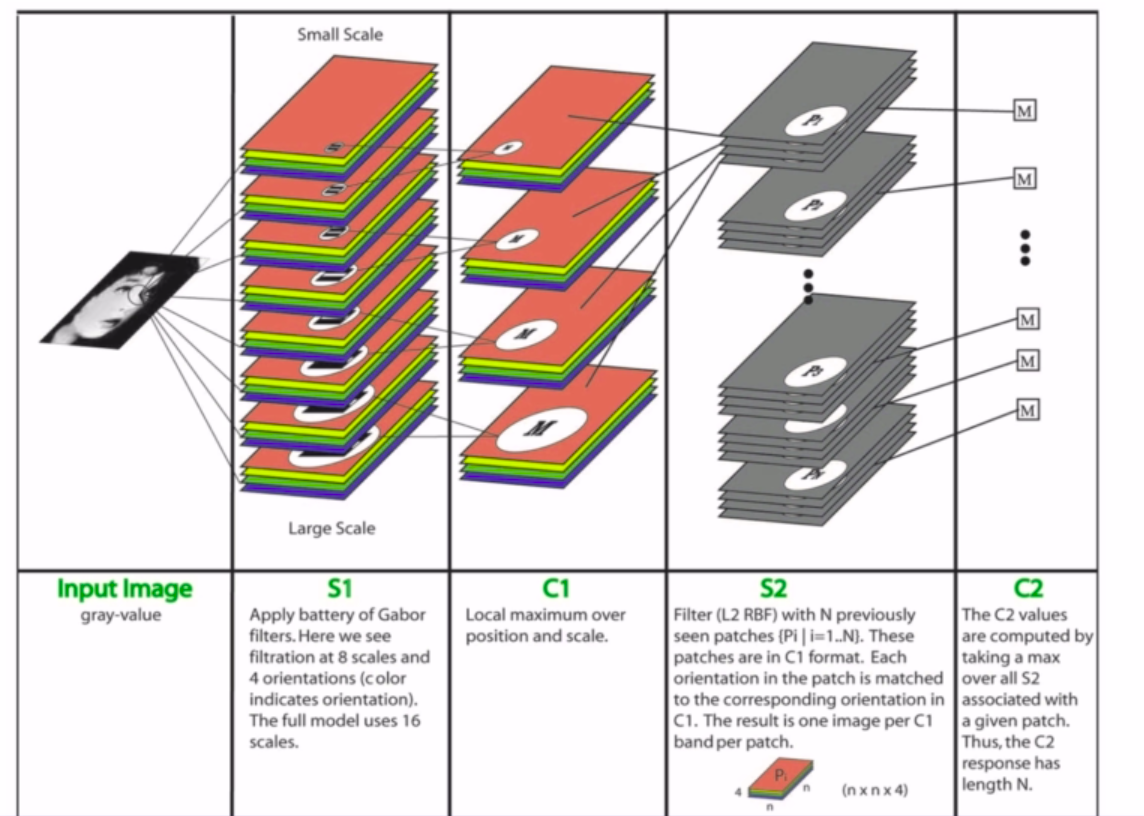 Small Scale
M
M
M
M
P1
P2
P3
M
M
M
M
M
Large Scale
Input Image
gray-value
S1
Apply battery of Gabor
filters. Here we see
filtration at 8 scales and
4 orientations (color
indicates orientation).
The full model uses 16
scales.
C1
Local maximum over
position and scale.
S2
Filter (L2 RBF) with N previously
seen patches {Pi | i=1..N}. These
patches are in C1 format. Each
orientation in the patch is matched
to the corresponding orientation in
C1. The result is one image per C1
band per patch.
Pi
4
n
n
(n x n x 4)
C2
The C2 values
are computed by
taking a max
over all S2
associated with
a given patch.
Thus, the C2
response has
length N.